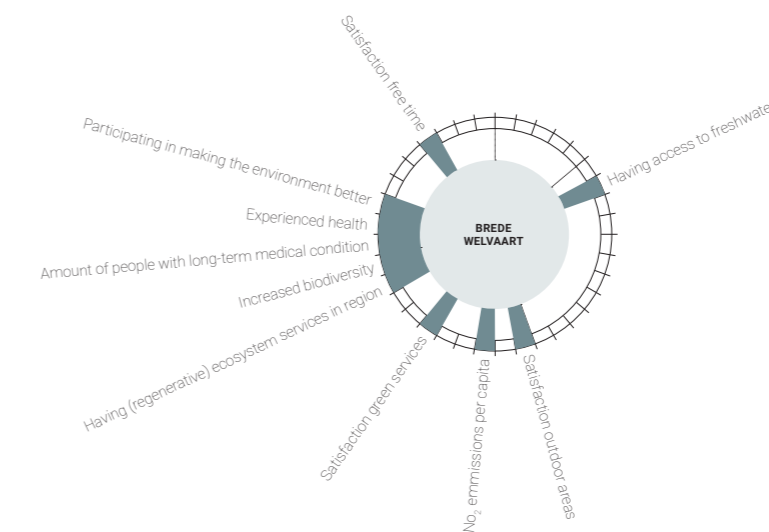 Satisfaction free time
Having access to freshwate
Participating in making the environment better
Experienced health
Amount of people with long-term medical condition
Increased biodiversity
Having (regenerative) ecosystem services in region
Satisfaction green services
No₂ emmissions per capita
Satisfaction outdoor areas
BREDE
WELVAART